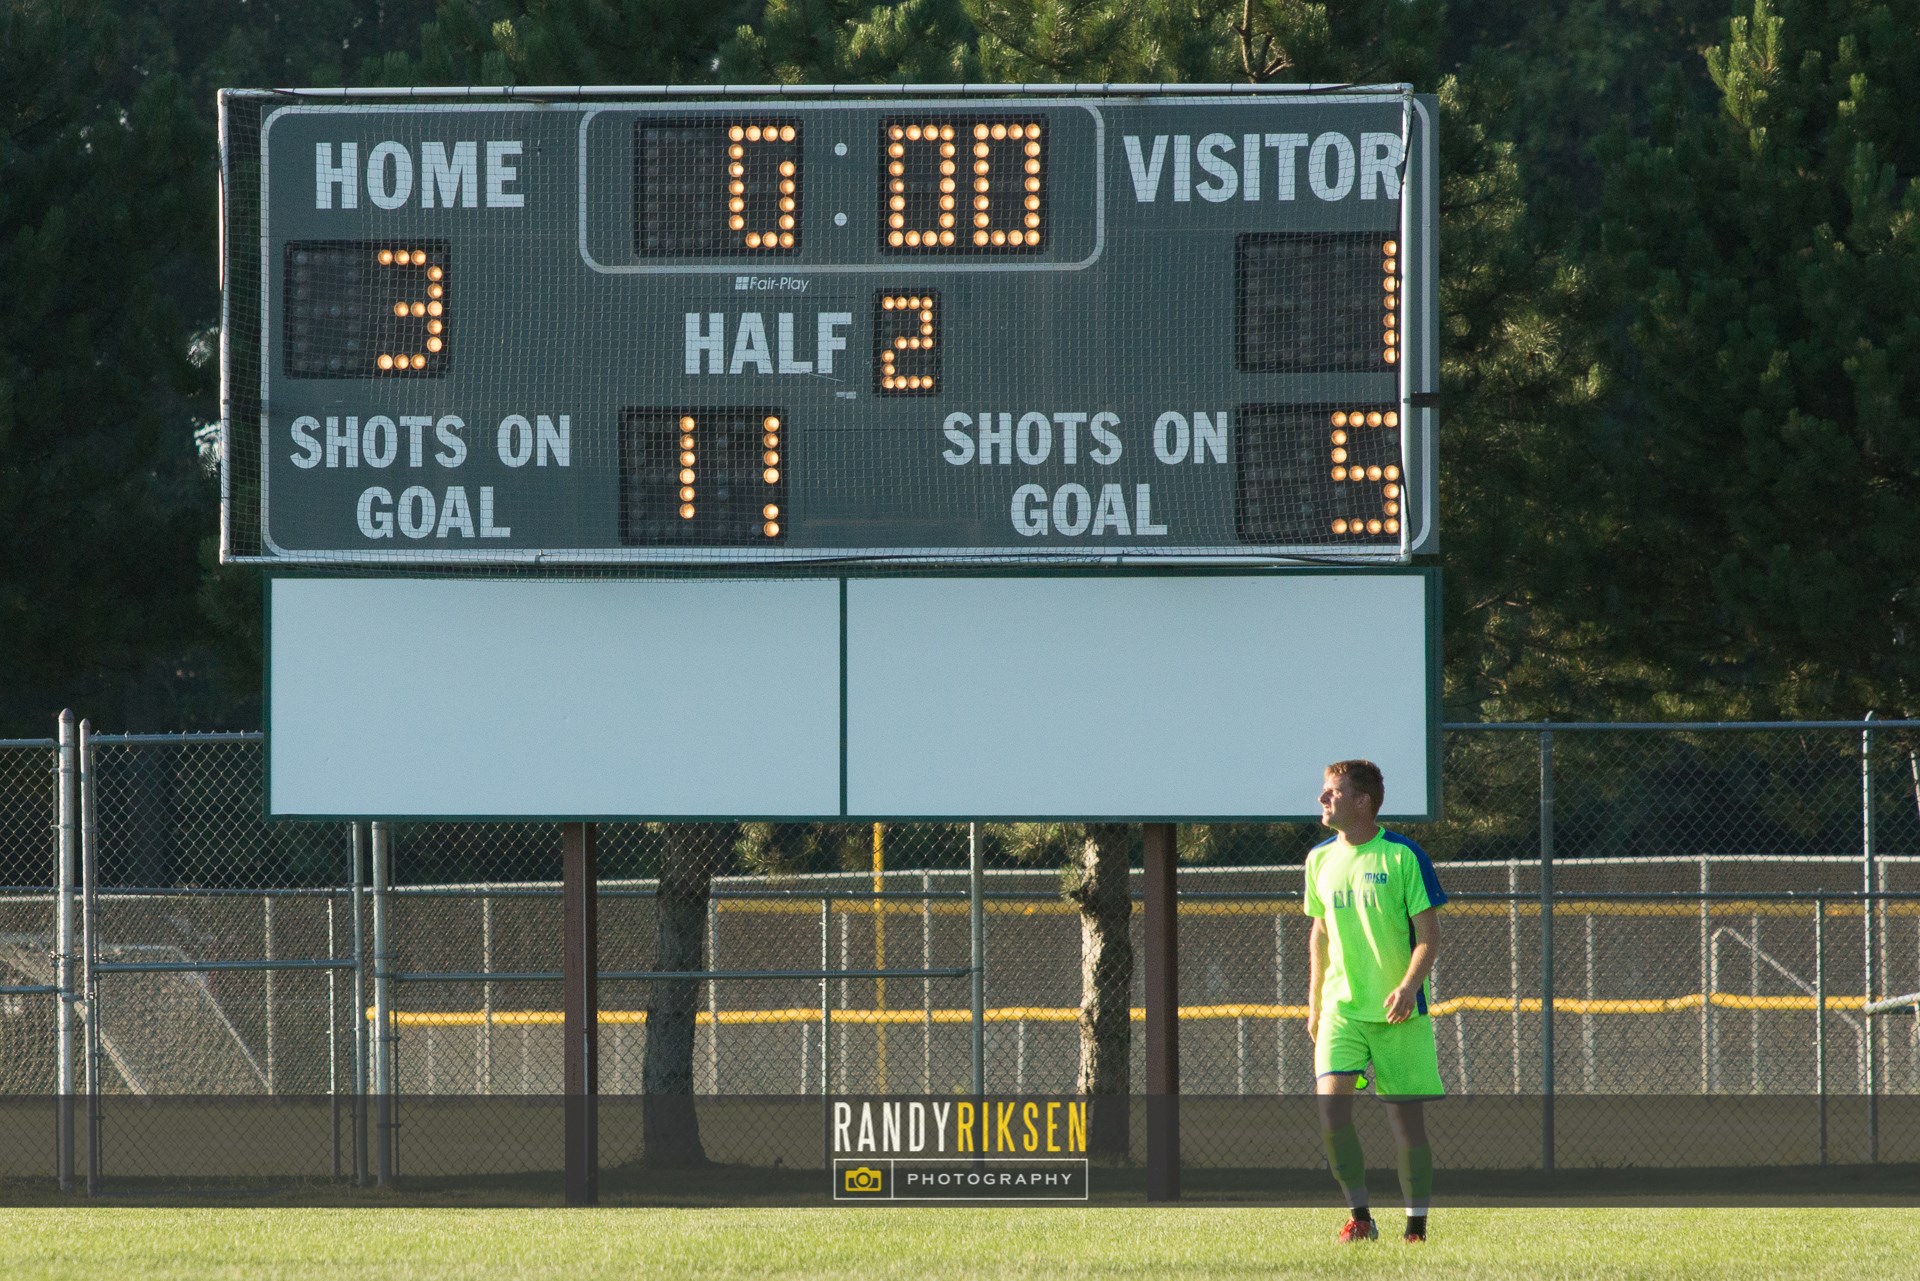 HOME 0:00 VISITOR
3 1
Fair-Play
HALF 2
SHOTS ON GOAL 11
SHOTS ON GOAL 5
MKA
RANDYRIKSEN
PHOTOGRAPHY